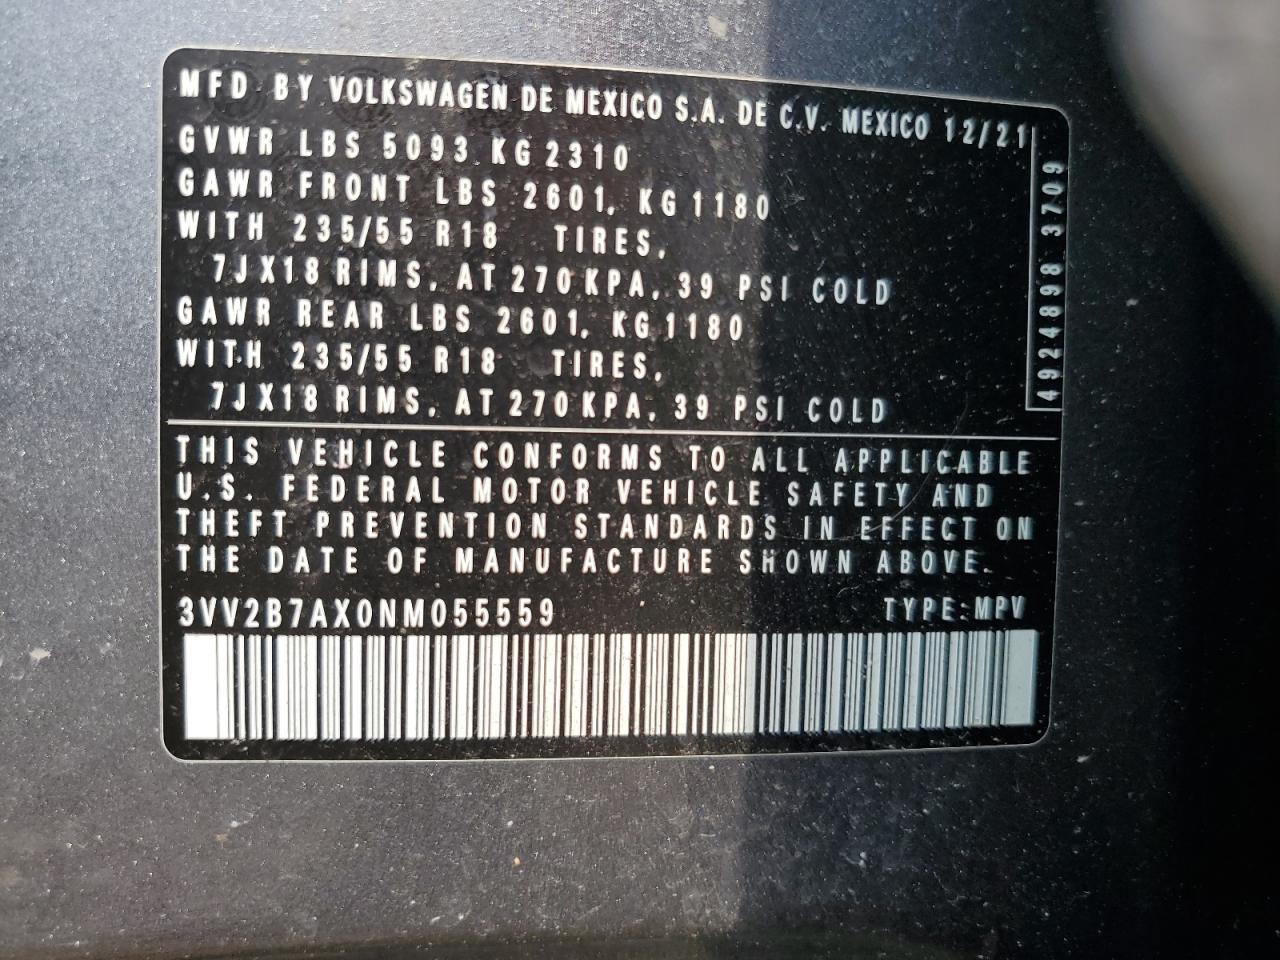 MFD BY VOLKSWAGEN DE MEXICO S.A. DE C.V. MEXICO 12/21
GVWR LBS 5093 KG 2310
GAWR FRONT LBS 2601, KG 1180
WITH 235/55 R18 TIRES,
7JX18 RIMS, AT 270 KPA, 39 PSI COLD
GAWR REAR LBS 2601, KG 1180
WITH 235/55 R18 TIRES,
7JX18 RIMS, AT 270 KPA, 39 PSI COLD
4924898 3709
THIS VEHICLE CONFORMS TO ALL APPLICABLE
U.S. FEDERAL MOTOR VEHICLE SAFETY AND
THEFT PREVENTION STANDARDS IN EFFECT ON
THE DATE OF MANUFACTURE SHOWN ABOVE.
3VV2B7AX0NM055559 TYPE:MPV